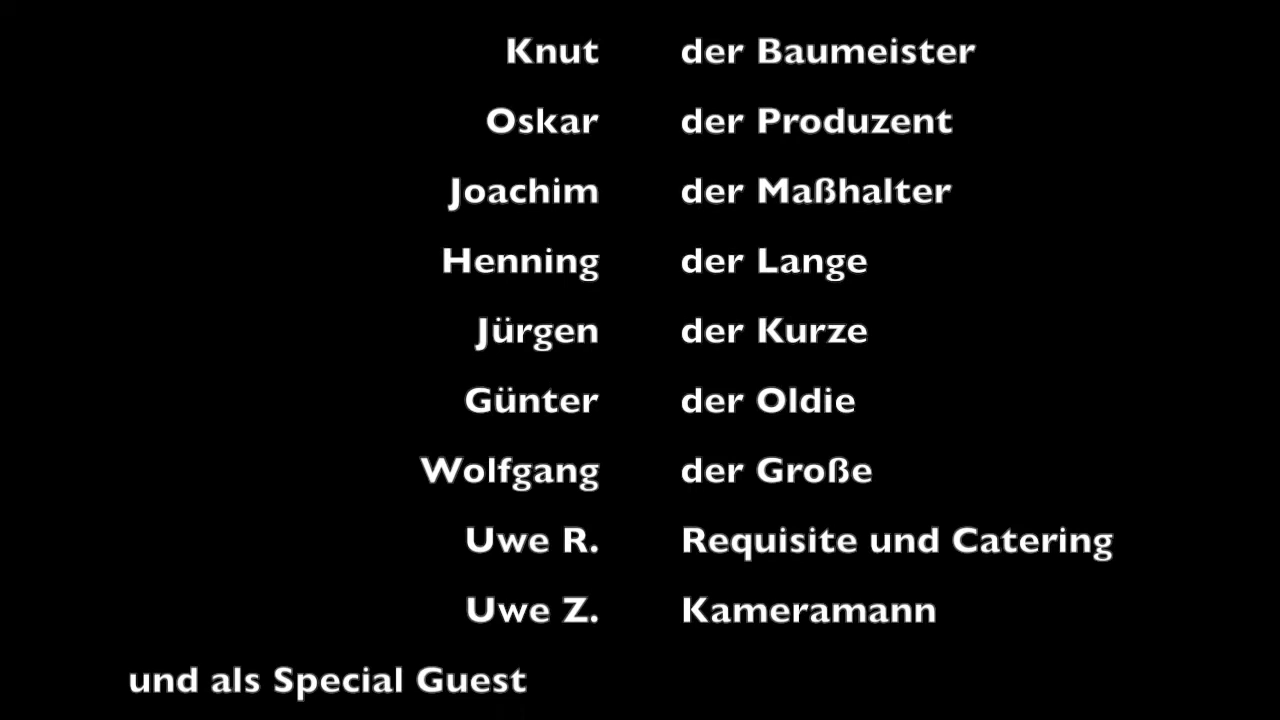 Knut der Baumeister
Oskar der Produzent
Joachim der Maßhalter
Henning der Lange
Jürgen der Kurze
Günter der Oldie
Wolfgang der Große
Uwe R. Requisite und Catering
Uwe Z. Kameramann
und als Special Guest